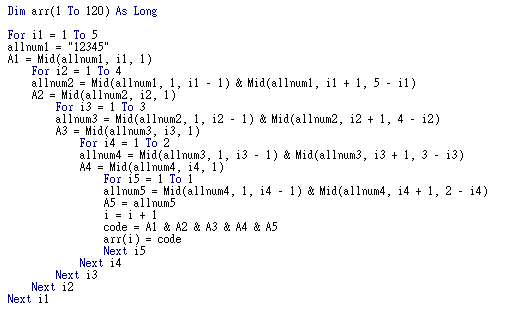 Dim arr(1 To 120) As Long
For i1 = 1 To 5
allnum1 = "12345"
A1 = Mid(allnum1, i1, 1)
For i2 = 1 To 4
allnum2 = Mid(allnum1, 1, i1 - 1) & Mid(allnum1, i1 + 1, 5 - i1)
A2 = Mid(allnum2, i2, 1)
For i3 = 1 To 3
allnum3 = Mid(allnum2, 1, i2 - 1) & Mid(allnum2, i2 + 1, 4 - i2)
A3 = Mid(allnum3, i3, 1)
For i4 = 1 To 2
allnum4 = Mid(allnum3, 1, i3 - 1) & Mid(allnum3, i3 + 1, 3 - i3)
A4 = Mid(allnum4, i4, 1)
For i5 = 1 To 1
allnum5 = Mid(allnum4, 1, i4 - 1) & Mid(allnum4, i4 + 1, 2 - i4)
A5 = allnum5
i = i + 1
code = A1 & A2 & A3 & A4 & A5
arr(i) = code
Next i5
Next i4
Next i3
Next i2
Next i1